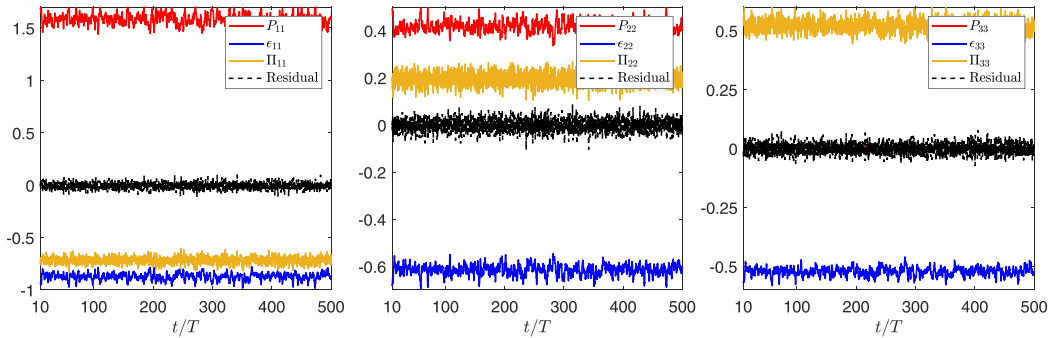 1.5
1
0.5
0
-0.5
-1
10
100
200
300
400
500
t/T
P₁₁
ϵ₁₁
Π₁₁
Residual
0.4
0.2
0
-0.2
-0.4
-0.6
10
100
200
300
400
500
t/T
P₂₂
ϵ₂₂
Π₂₂
Residual
0.5
0.25
0
-0.25
-0.5
10
100
200
300
400
500
t/T
P₃₃
ϵ₃₃
Π₃₃
Residual